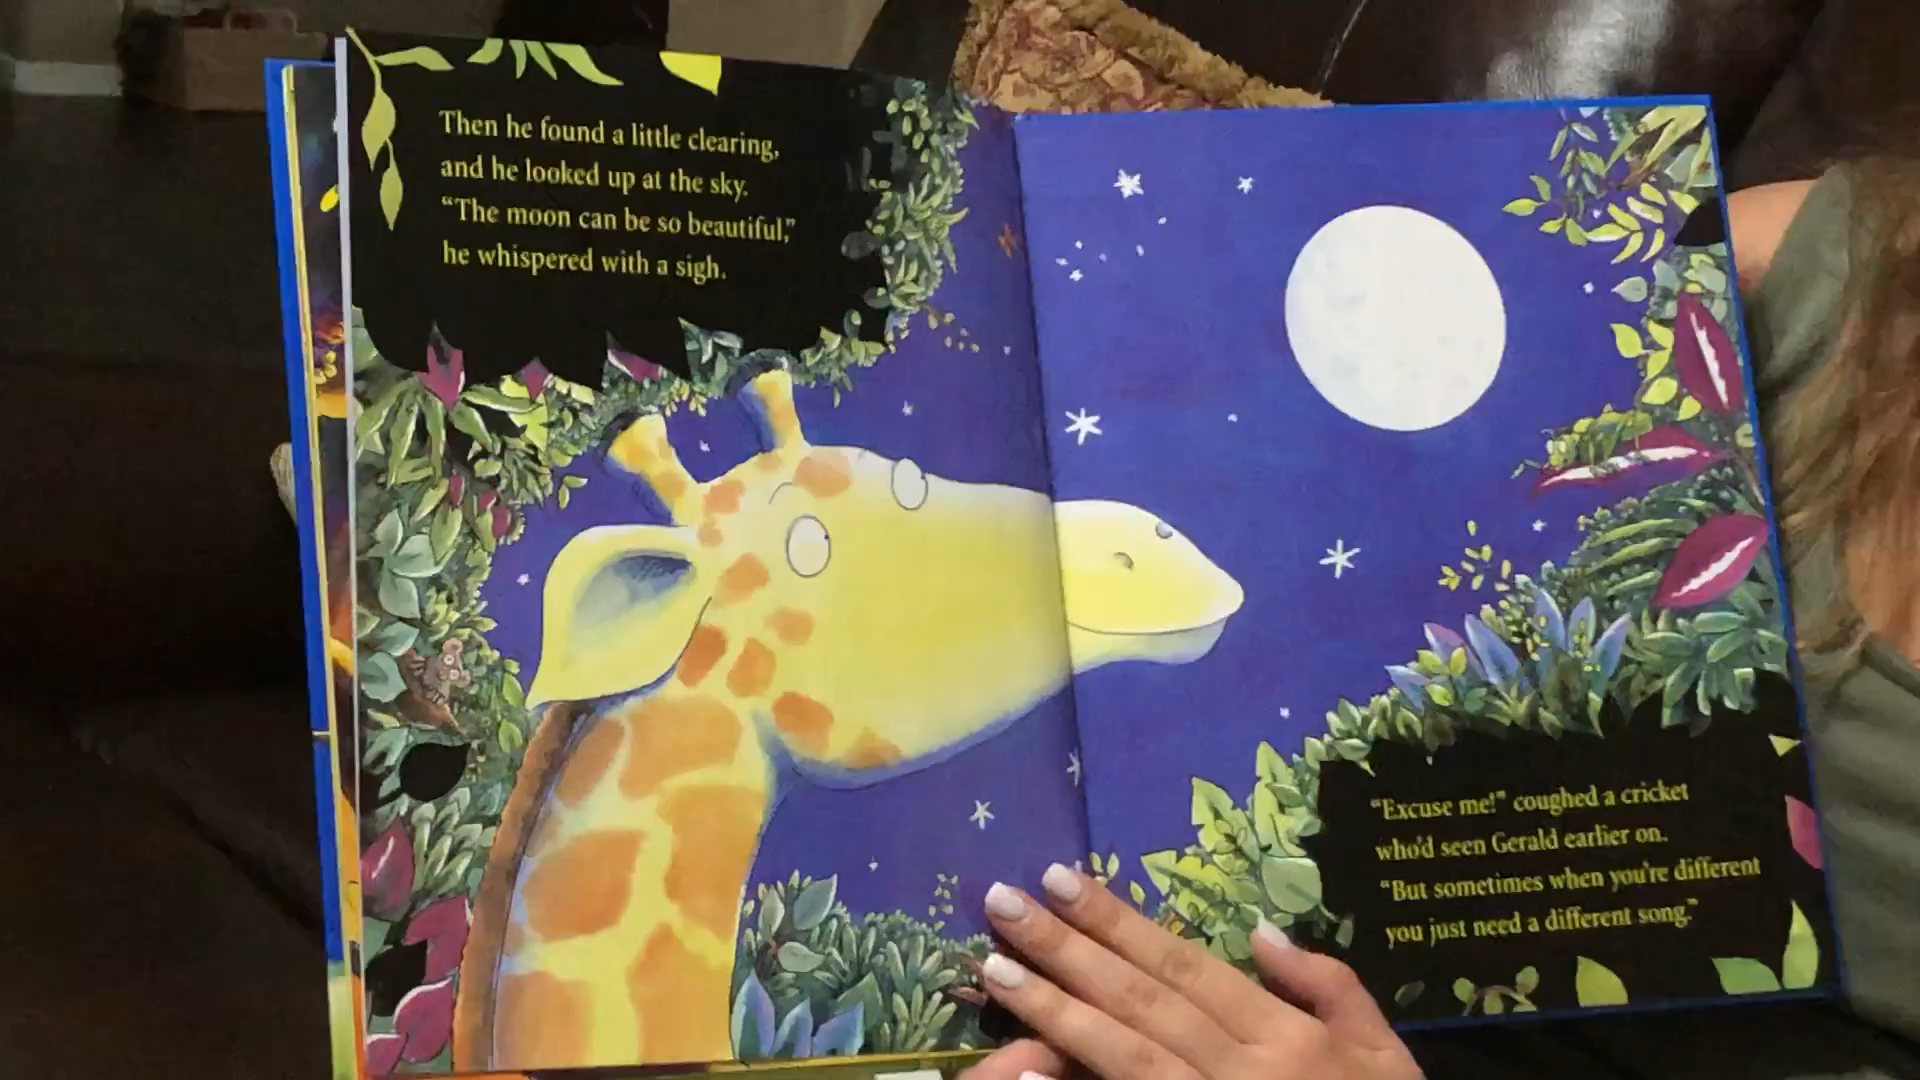 Then he found a little clearing,
and he looked up at the sky.
“The moon can be so beautiful,”
he whispered with a sigh.
“Excuse me!” coughed a cricket
who'd seen Gerald earlier on.
“But sometimes when you're different
you just need a different song.”